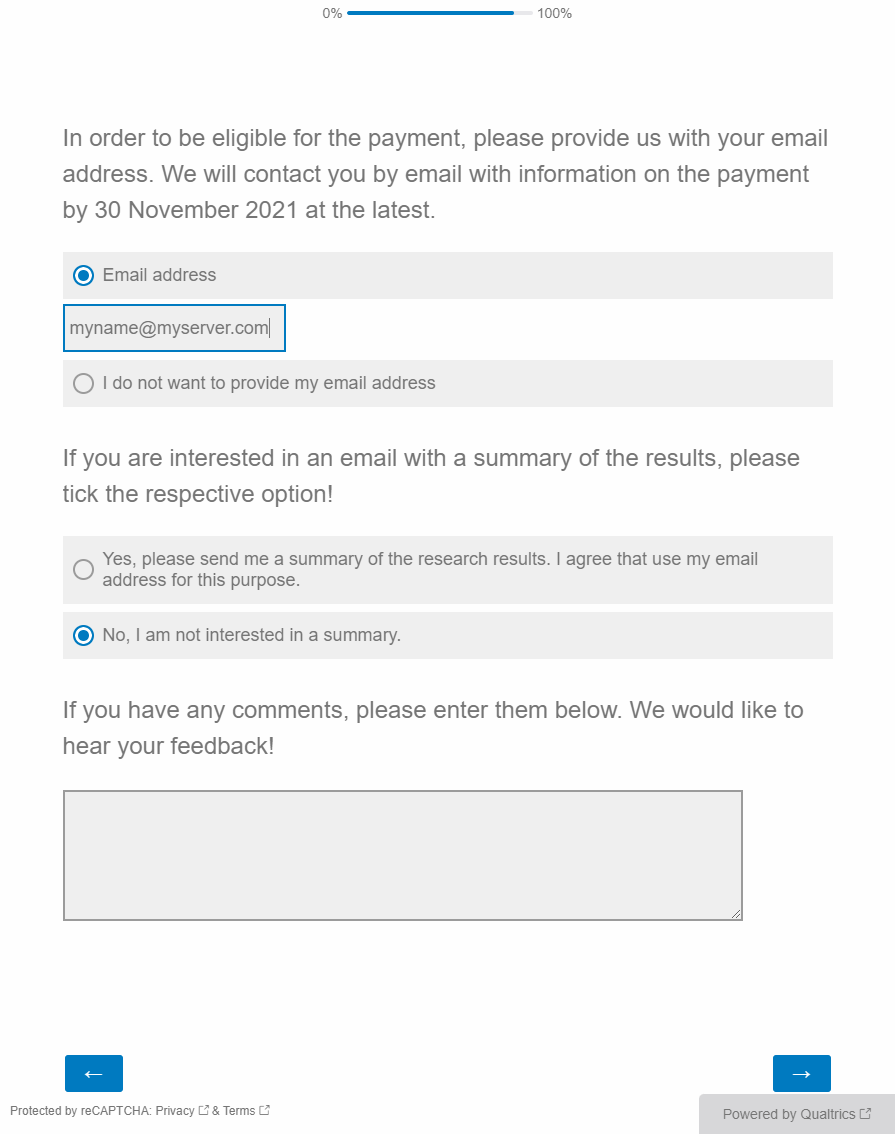 0% 100%
In order to be eligible for the payment, please provide us with your email
address. We will contact you by email with information on the payment
by 30 November 2021 at the latest.
Email address
myname@myserver.com
I do not want to provide my email address
If you are interested in an email with a summary of the results, please
tick the respective option!
Yes, please send me a summary of the research results. I agree that use my email
address for this purpose.
No, I am not interested in a summary.
If you have any comments, please enter them below. We would like to
hear your feedback!
← →
Protected by reCAPTCHA: Privacy & Terms
Powered by Qualtrics